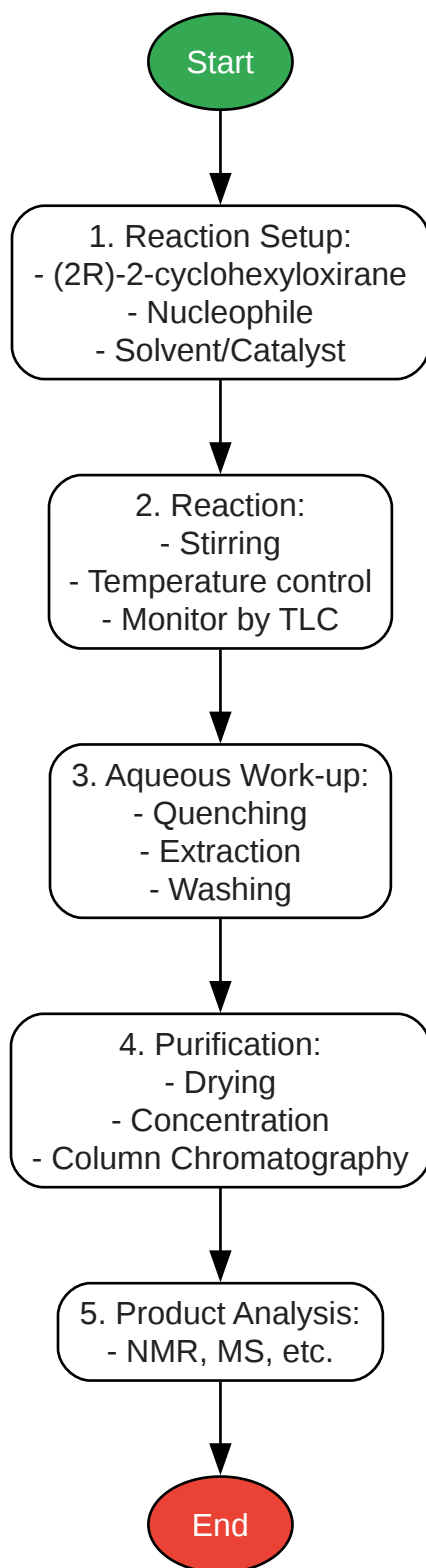 Start
1. Reaction Setup:
- (2R)-2-cyclohexyloxirane
- Nucleophile
- Solvent/Catalyst
2. Reaction:
- Stirring
- Temperature control
- Monitor by TLC
3. Aqueous Work-up:
- Quenching
- Extraction
- Washing
4. Purification:
- Drying
- Concentration
- Column Chromatography
5. Product Analysis:
- NMR, MS, etc.
End